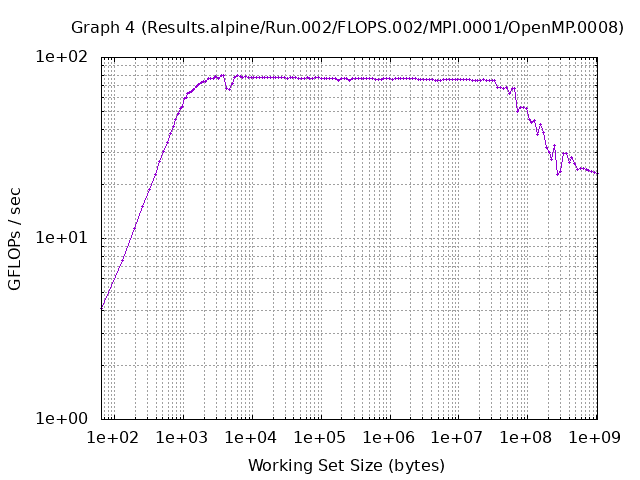 Graph 4 (Results.alpine/Run.002/FLOPS.002/MPI.0001/OpenMP.0008)
1e+02
1e+01
1e+00
GFLOPs / sec
1e+02 1e+03 1e+04 1e+05 1e+06 1e+07 1e+08 1e+09
Working Set Size (bytes)